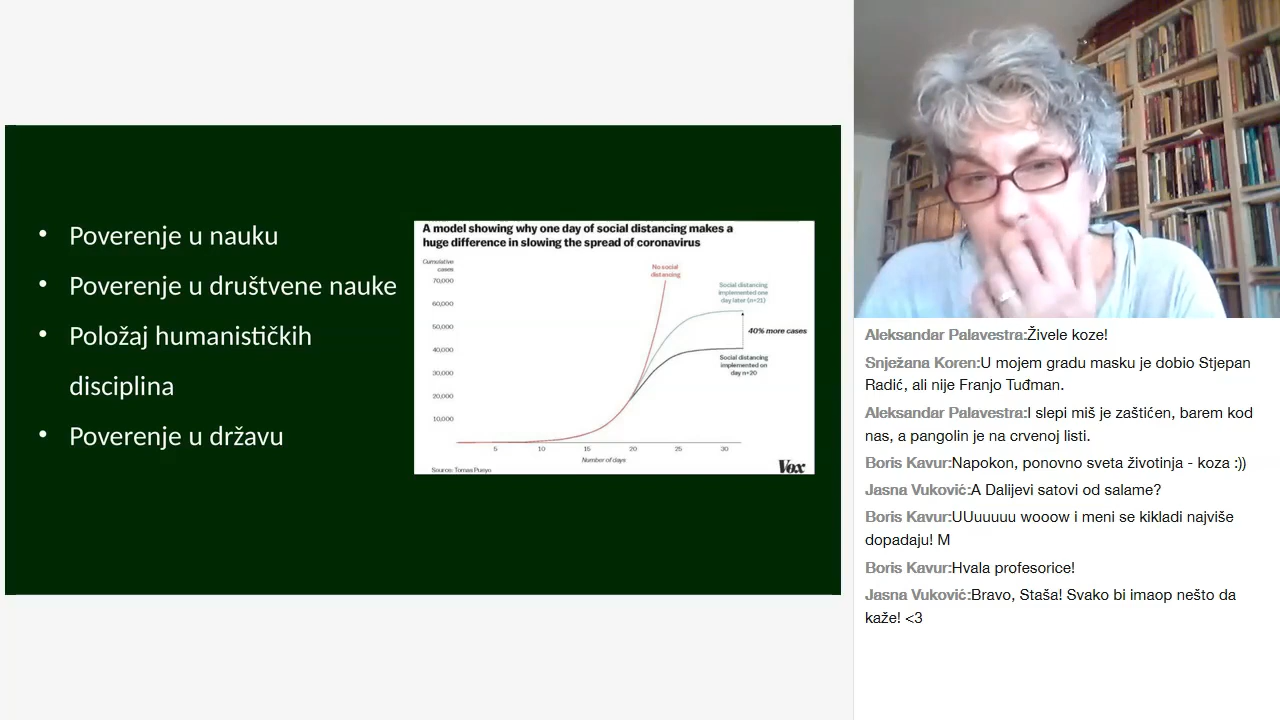 • Poverenje u nauku
• Poverenje u društvene nauke
• Položaj humanističkih
disciplina
• Poverenje u državu
A model showing why one day of social distancing makes a
huge difference in slowing the spread of coronavirus
Cumulative
cases
70,000
60,000
50,000
40,000
30,000
20,000
10,000
No social
distancing
Social distancing
implemented one
day later (n+21)
40% more cases
Social distancing
implemented on
day n+20
5 10 15 20 25 30
Number of days
Source: Tomas Pueyo
Vox
Aleksandar Palavestra:Živele koze!
Snježana Koren:U mojem gradu masku je dobio Stjepan
Radić, ali nije Franjo Tuđman.
Aleksandar Palavestra:I slepi miš je zaštićen, barem kod
nas, a pangolin je na crvenoj listi.
Boris Kavur:Napokon, ponovno sveta životinja - koza :))
Jasna Vuković:A Dalijevi satovi od salame?
Boris Kavur:UUuuuuu wooow i meni se kikladi najviše
dopadaju! M
Boris Kavur:Hvala profesorice!
Jasna Vuković:Bravo, Staša! Svako bi imaop nešto da
kaže! <3